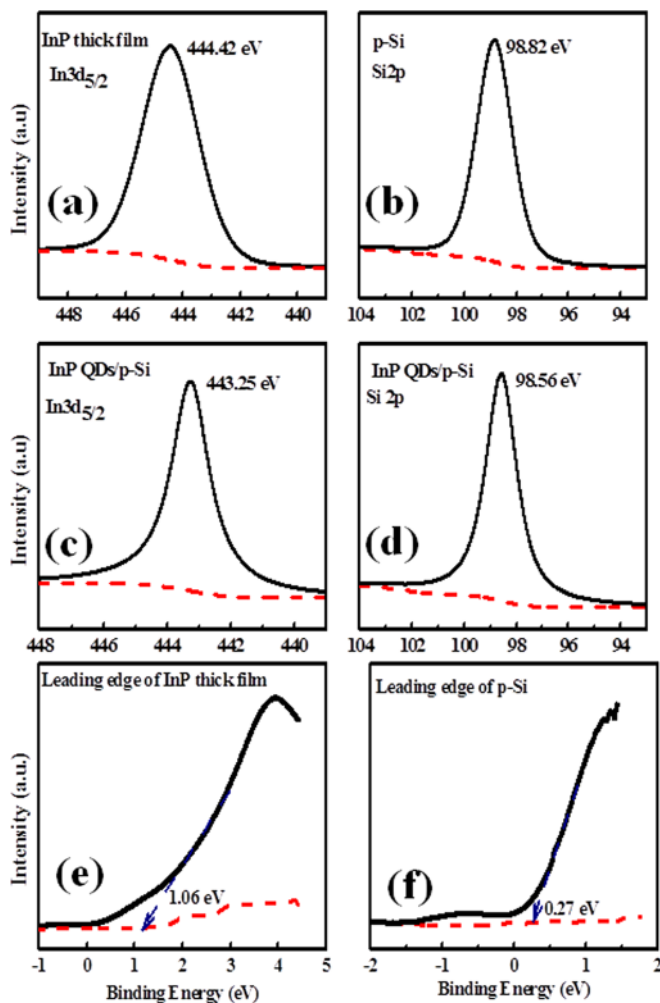 InP thick film
In3d5/2
444.42 eV
(a)
Intensity (a.u)
448 446 444 442 440
p-Si
Si2p
98.82 eV
(b)
104 102 100 98 96 94
InP QDs/p-Si
In3d5/2
443.25 eV
(c)
Intensity (a.u)
448 446 444 442 440
InP QDs/p-Si
Si 2p
98.56 eV
(d)
104 102 100 98 96 94
Leading edge of InP thick film
(e)
1.06 eV
Intensity (a.u.)
-1 0 1 2 3 4 5
Binding Energy (eV)
Leading edge of p-Si
(f)
0.27 eV
-2 -1 0 1 2
Binding Energy (eV)